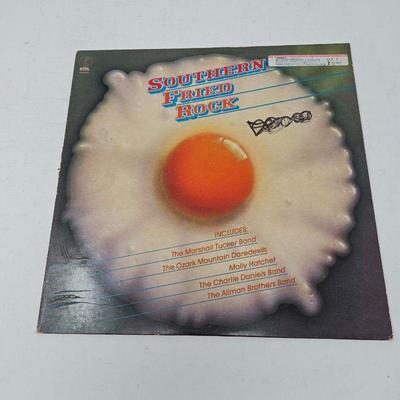 SOUTHERN
FRIED
ROCK
INCLUDES:
The Marshall Tucker Band
The Ozark Mountain Daredevils
Molly Hatchet
The Charlie Daniels Band
The Allman Brothers Band